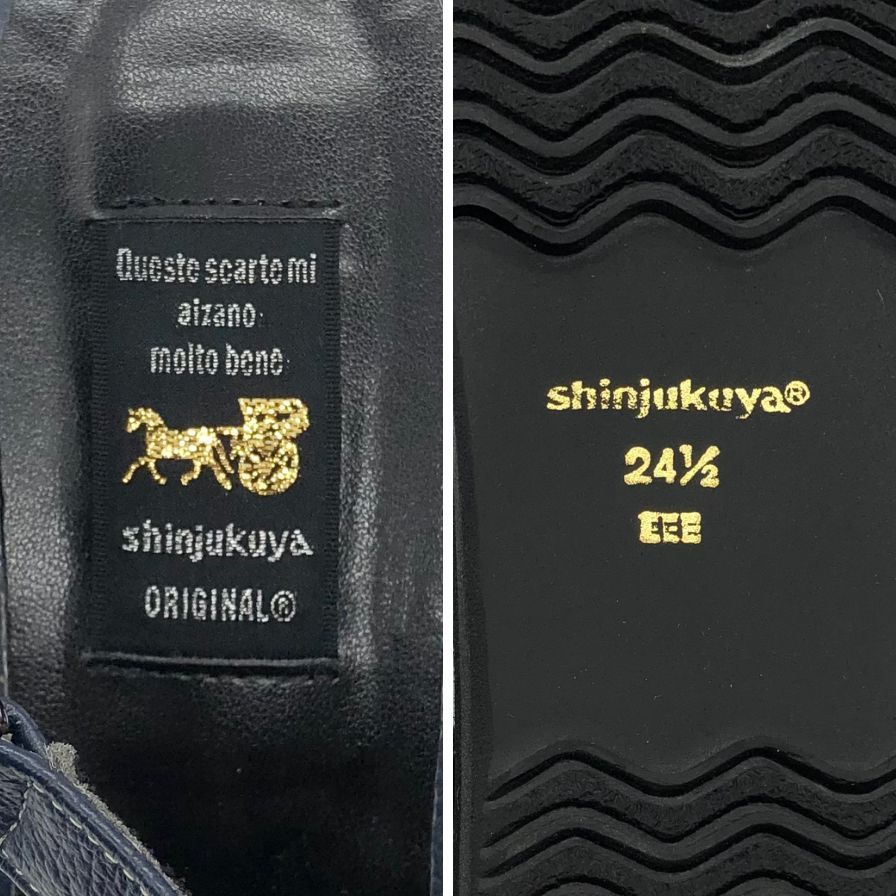 Queste scarte mi
aizano
molto bene
shinjukuya
ORIGINAL®
shinjukuya®
24½
EEE